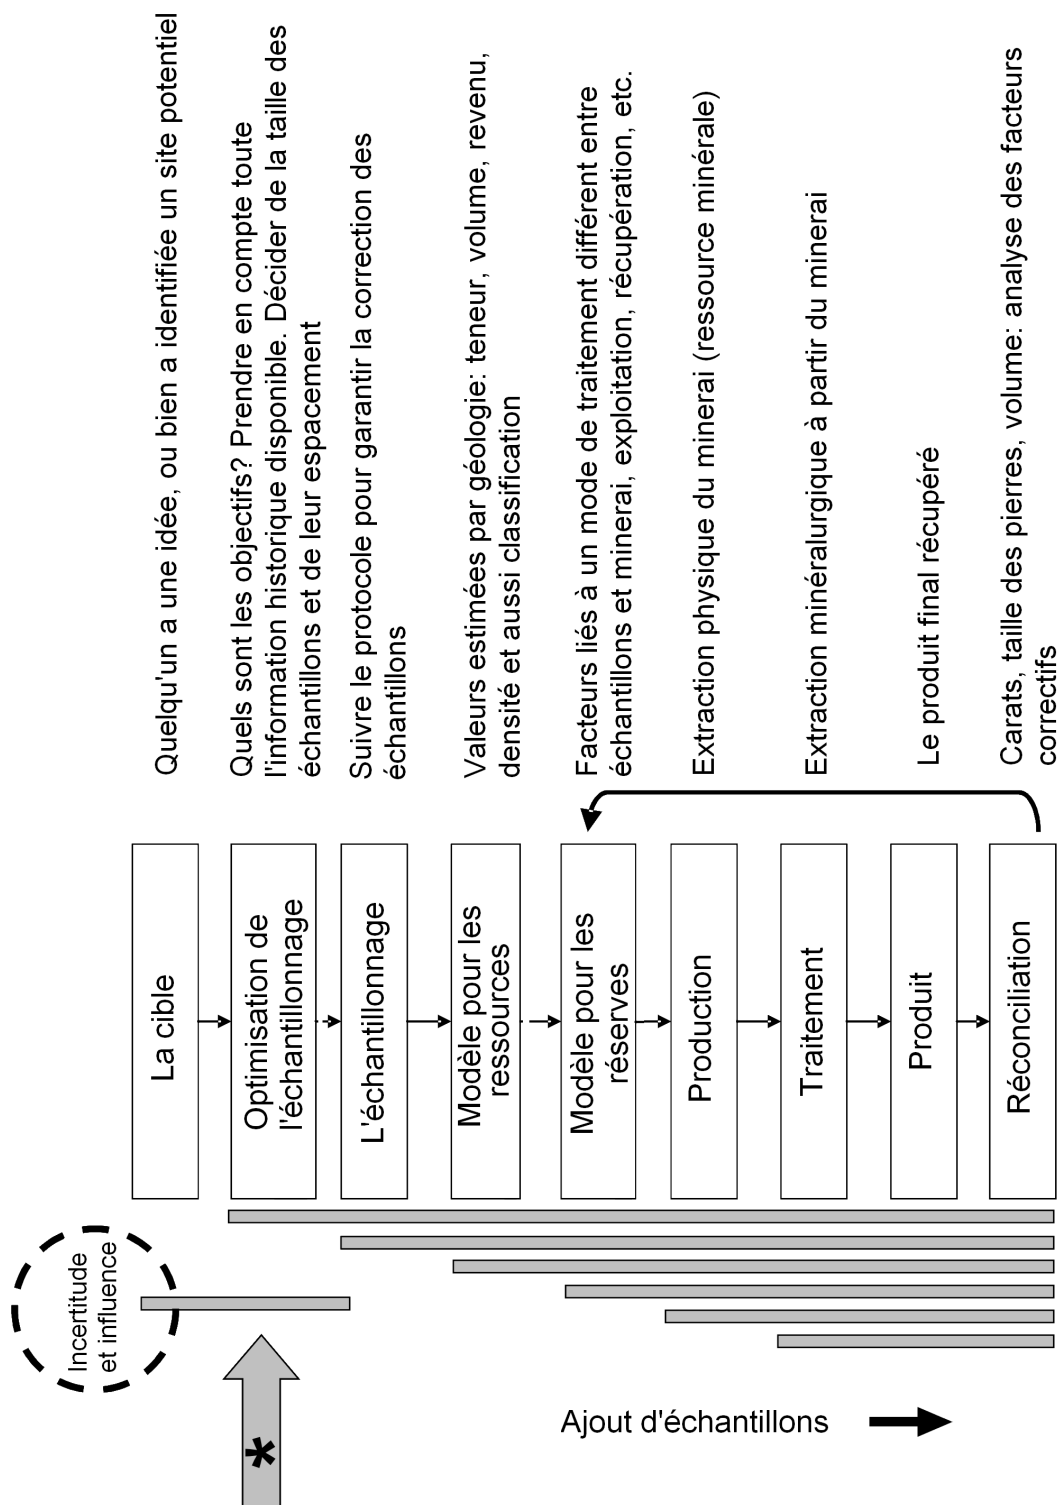 Incertitude
et influence
*
La cible
Quelqu'un a une idée, ou bien a identifiée un site potentiel
Optimisation de
l'échantillonnage
Quels sont les objectifs? Prendre en compte toute
l'information historique disponible. Décider de la taille des
échantillons et de leur espacement
L'échantillonnage
Suivre le protocole pour garantir la correction des
échantillons
Modèle pour les
ressources
Valeurs estimées par géologie: teneur, volume, revenu,
densité et aussi classification
Modèle pour les
réserves
Facteurs liés à un mode de traitement différent entre
échantillons et minerai, exploitation, récupération, etc.
Production
Extraction physique du minerai (ressource minérale)
Traitement
Extraction minéralurgique à partir du minerai
Produit
Le produit final récupéré
Réconciliation
Carats, taille des pierres, volume: analyse des facteurs
correctifs
Ajout d'échantillons